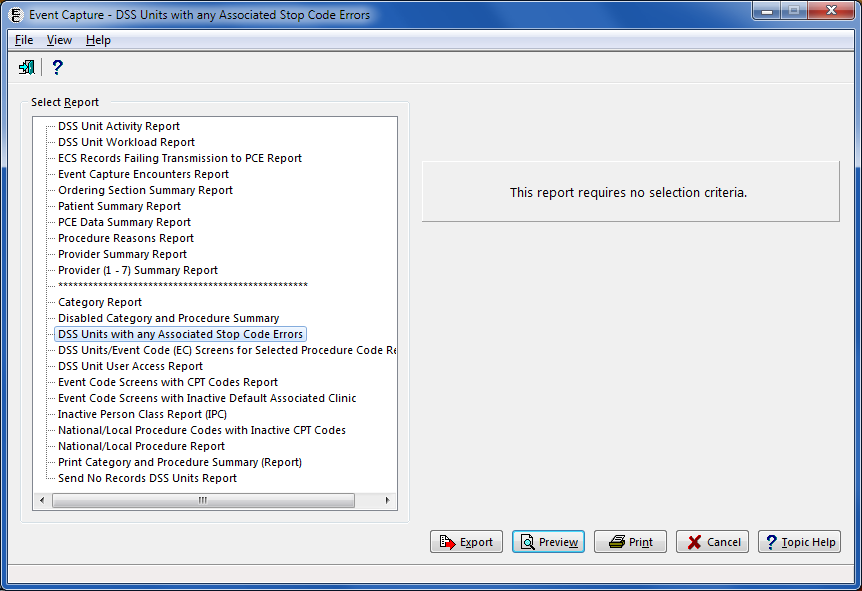 Event Capture - DSS Units with any Associated Stop Code Errors
File View Help
?
Select Report
DSS Unit Activity Report
DSS Unit Workload Report
ECS Records Failing Transmission to PCE Report
Event Capture Encounters Report
Ordering Section Summary Report
Patient Summary Report
PCE Data Summary Report
Procedure Reasons Report
Provider Summary Report
Provider (1 - 7) Summary Report
**************************************************
Category Report
Disabled Category and Procedure Summary
DSS Units with any Associated Stop Code Errors
DSS Units/Event Code (EC) Screens for Selected Procedure Code Re
DSS Unit User Access Report
Event Code Screens with CPT Codes Report
Event Code Screens with Inactive Default Associated Clinic
Inactive Person Class Report (IPC)
National/Local Procedure Codes with Inactive CPT Codes
National/Local Procedure Report
Print Category and Procedure Summary (Report)
Send No Records DSS Units Report
This report requires no selection criteria.
Export Preview Print Cancel ? Topic Help